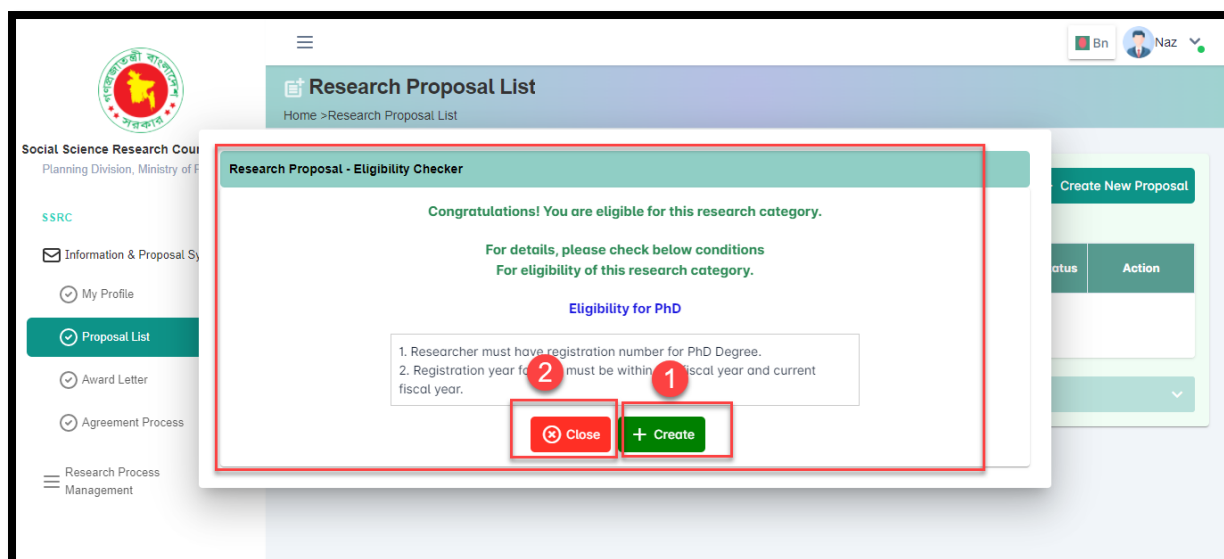 Bn
Naz
Research Proposal List
Home >Research Proposal List
Social Science Research Cour
Planning Division, Ministry of
SSRC
Information & Proposal Sy
My Profile
Proposal List
Award Letter
Agreement Process
Research Process
Management
Create New Proposal
atus
Action
Research Proposal - Eligibility Checker
Congratulations! You are eligible for this research category.
For details, please check below conditions
For eligibility of this research category.
Eligibility for PhD
1. Researcher must have registration number for PhD Degree.
2. Registration year must be within fiscal year and current
fiscal year.
2
1
Close
+ Create